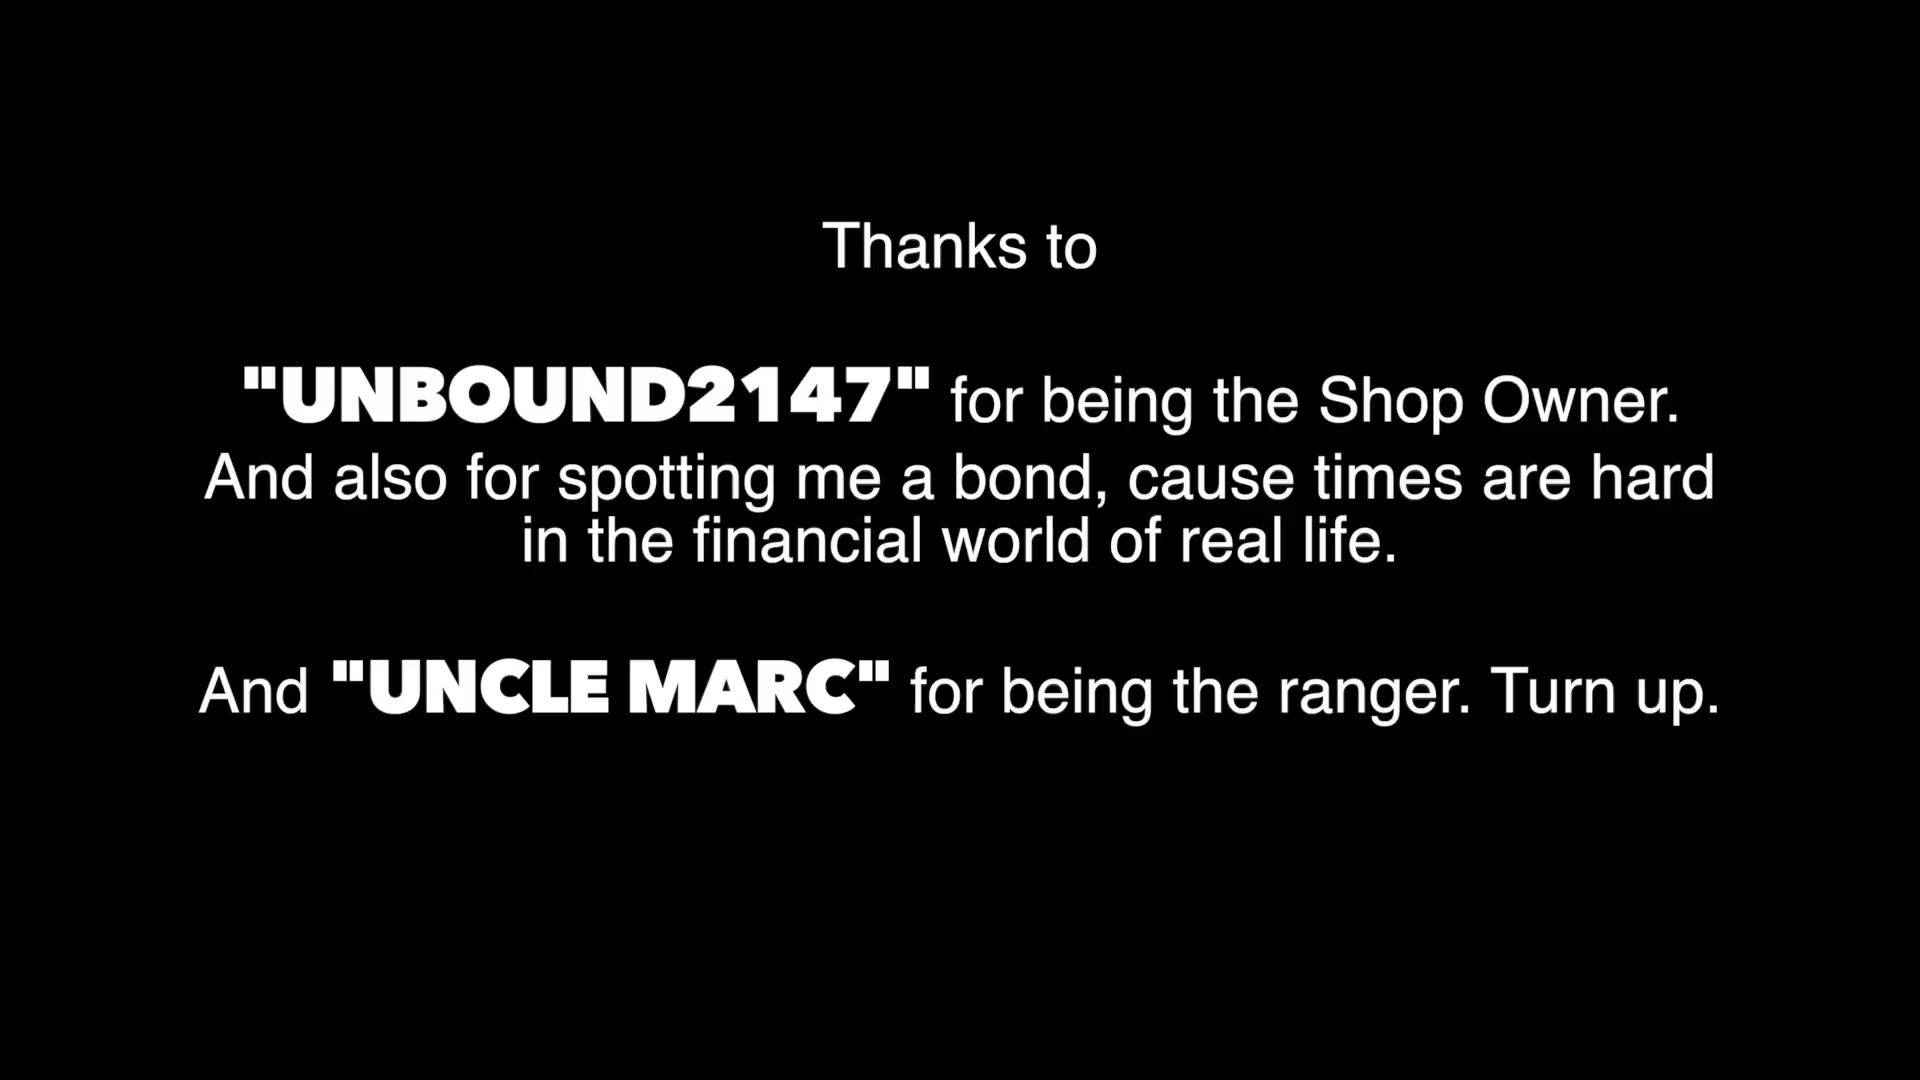 Thanks to
"UNBOUND2147" for being the Shop Owner.
And also for spotting me a bond, cause times are hard
in the financial world of real life.
And "UNCLE MARC" for being the ranger. Turn up.